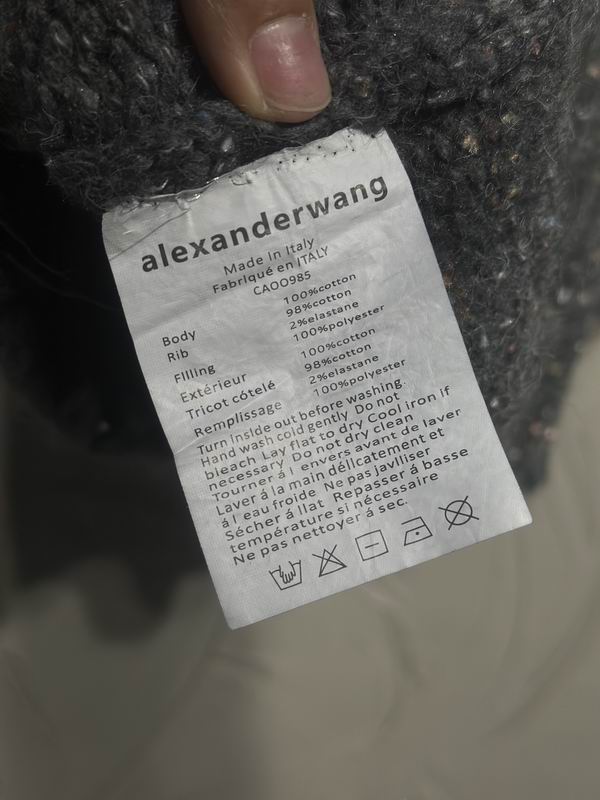 alexanderwang
Made in Italy
Fabriqué en ITALY
CAOO985
Body 100%cotton
Rib 98%cotton
2%elastane
FIlling 100%polyester
Extérieur 100%cotton
Tricot côtelé 98%cotton
2%elastane
Remplissage 100%polyester
Turn inside out before washing.
Hand wash cold gently Do not
bleach Lay flat to dry Cool iron if
necessary Do not dry clean
Tourner á l envers avant de laver
Laver á la main délicatement et
á l eau froide Ne pas javlliser
Sécher á llat Repasser á basse
température si nécessaire
Ne pas nettoyer á sec.